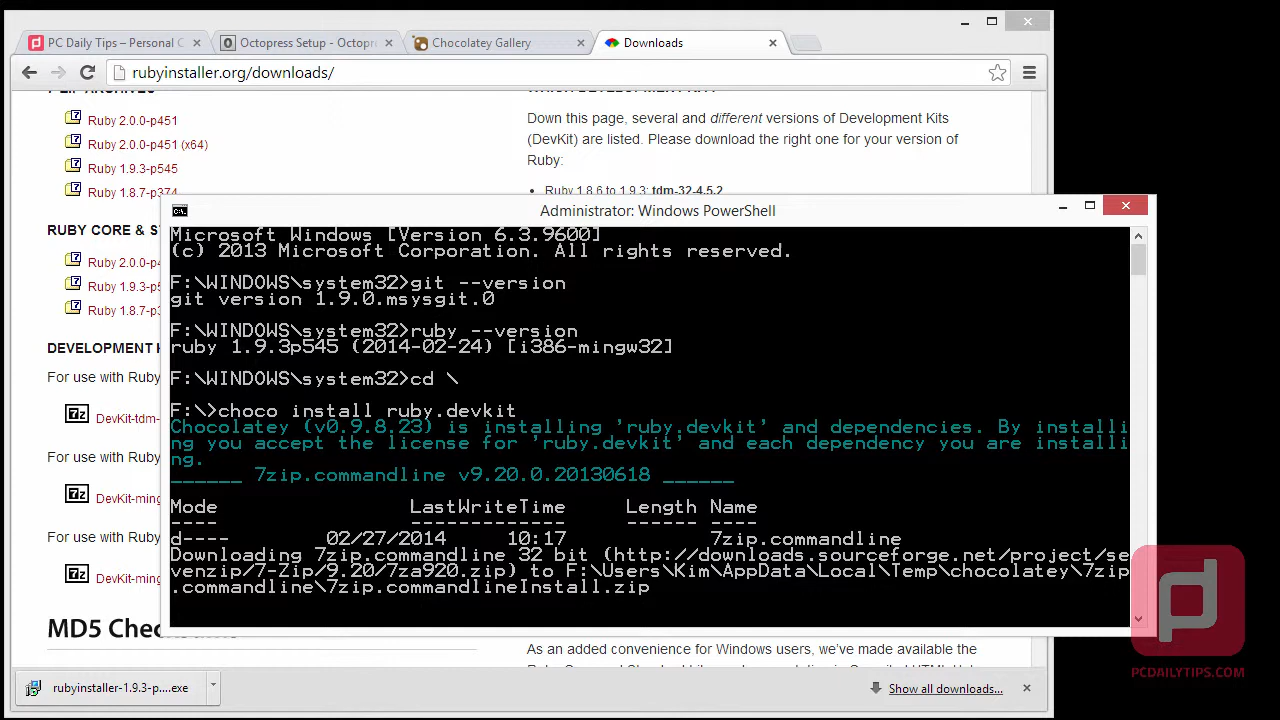 PC Daily Tips – Personal C
Octopress Setup - Octopr
Chocolatey Gallery
Downloads
rubyinstaller.org/downloads/
Ruby 2.0.0-p451
Ruby 2.0.0-p451 (x64)
Ruby 1.9.3-p545
Ruby 1.8.7-p374
RUBY CORE & S
Ruby 2.0.0-p4
Ruby 1.9.3-p5
Ruby 1.8.7-p3
DEVELOPMENT
For use with Ruby
DevKit-tdm-
For use with Ruby
DevKit-ming
For use with Ruby
DevKit-ming
MD5 Che
Down this page, several and different versions of Development Kits
(DevKit) are listed. Please download the right one for your version of
Ruby:
Ruby 1.8.6 to 1.9.3: tdm-32-4.5.2
Administrator: Windows PowerShell
Microsoft Windows [Version 6.3.9600]
(c) 2013 Microsoft Corporation. All rights reserved.
F:\WINDOWS\system32>git --version
git version 1.9.0.msysgit.0
F:\WINDOWS\system32>ruby --version
ruby 1.9.3p545 (2014-02-24) [i386-mingw32]
F:\WINDOWS\system32>cd \
F:\>choco install ruby.devkit
Chocolatey (v0.9.8.23) is installing 'ruby.devkit' and dependencies. By installi
ng you accept the license for 'ruby.devkit' and each dependency you are installi
ng.
______ 7zip.commandline v9.20.0.20130618 ______
Mode LastWriteTime Length Name
---- ------------- ------ ----
d---- 02/27/2014 10:17 7zip.commandline
Downloading 7zip.commandline 32 bit (http://downloads.sourceforge.net/project/se
venzip/7-Zip/9.20/7za920.zip) to F:\Users\Kim\AppData\Local\Temp\chocolatey\7zip
.commandline\7zip.commandlineInstall.zip
As an added convenience for Windows users, we've made available the
PCDAILYTIPS.COM
rubyinstaller-1.9.3-p....exe
Show all downloads...